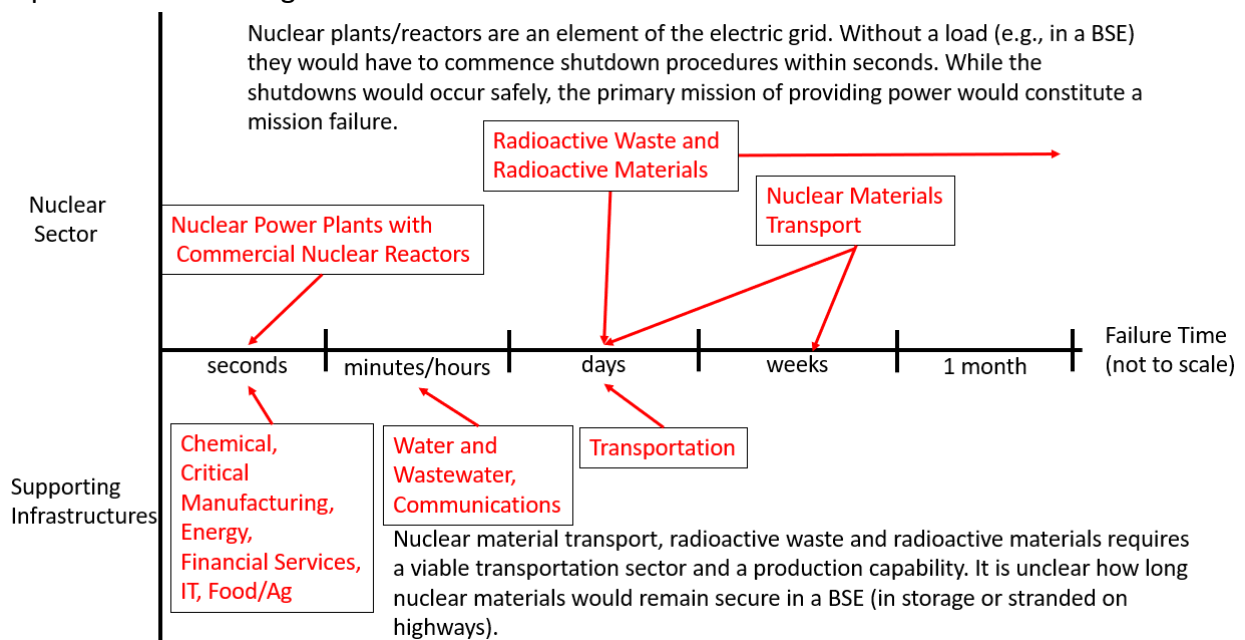 Nuclear plants/reactors are an element of the electric grid. Without a load (e.g., in a BSE)
they would have to commence shutdown procedures within seconds. While the
shutdowns would occur safely, the primary mission of providing power would constitute a
mission failure.
Radioactive Waste and
Radioactive Materials
Nuclear Materials
Transport
Nuclear
Sector
Nuclear Power Plants with
Commercial Nuclear Reactors
seconds
minutes/hours
days
weeks
1 month
Failure Time
(not to scale)
Supporting
Infrastructures
Chemical,
Critical
Manufacturing,
Energy,
Financial Services,
IT, Food/Ag
Water and
Wastewater,
Communications
Transportation
Nuclear material transport, radioactive waste and radioactive materials requires
a viable transportation sector and a production capability. It is unclear how long
nuclear materials would remain secure in a BSE (in storage or stranded on
highways).